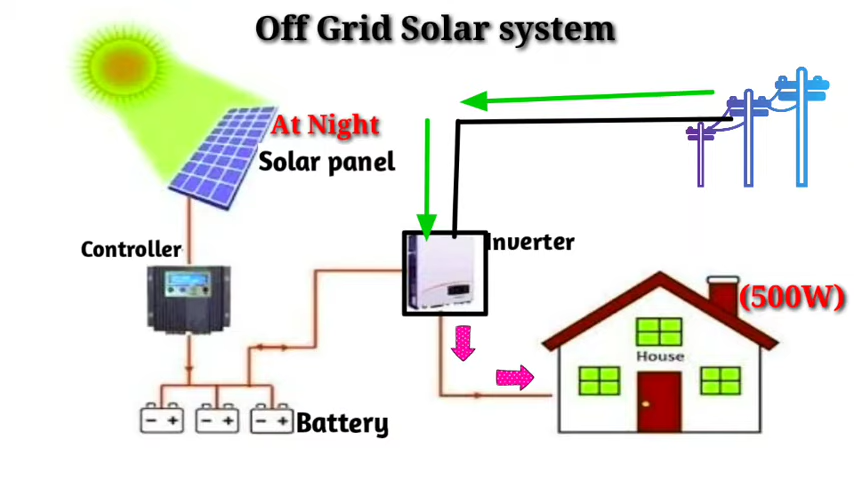 Off Grid Solar system
At Night
Solar panel
Controller
Inverter
(500W)
House
Battery